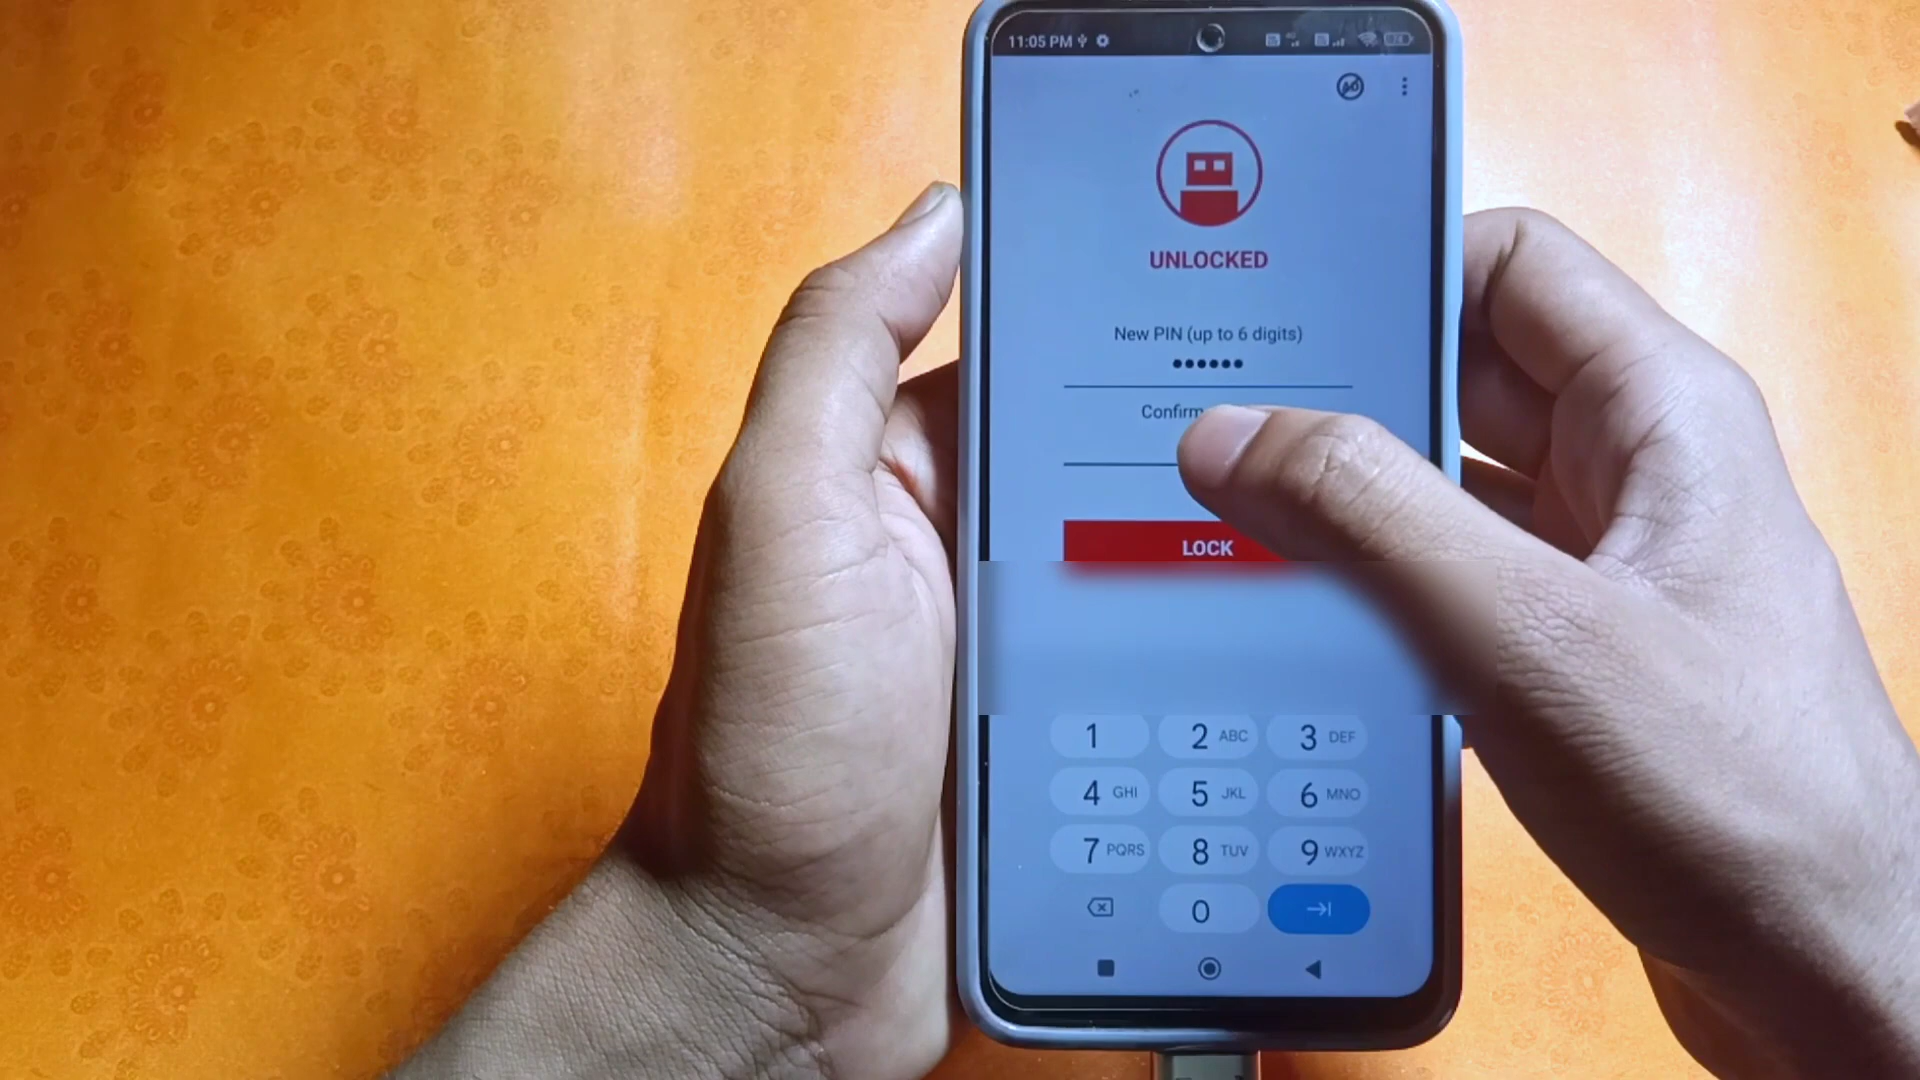 11:05 PM
UNLOCKED
New PIN (up to 6 digits)
••••••
Confirm
LOCK
1 2 ABC 3 DEF
4 GHI 5 JKL 6 MNO
7 PQRS 8 TUV 9 WXYZ
0